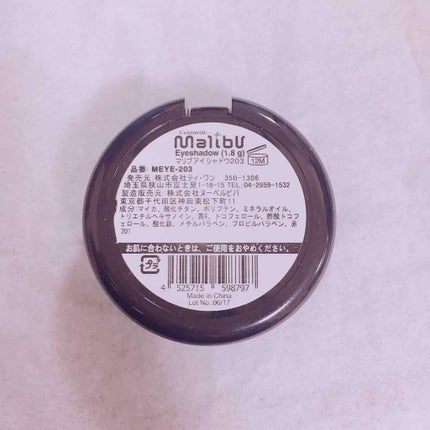 Cosmetic
Malibu
Eyeshadow (1.8 g)
マリブアイシャドウ203
12M
品番: MEYE-203
発売元 株式会社ティ・ワン 350-1306
埼玉県狭山市富士見1-16-15 TEL 04-2959-1532
製造販売元 株式会社ヌーベルビバ
東京都千代田区神田東松下町11
成分:マイカ、酸化チタン、ポリブテン、ミネラルオイル、
トリエチルヘキサノイン、黄4、トコフェロール、酢酸トコフ
ェロール、酸化鉄、メチルパラベン、プロピルパラベン、赤
201
お肌に合わないときは、ご使用をおやめください。
プラ
4 525715 598797
Made in China
Lot No. 06/17